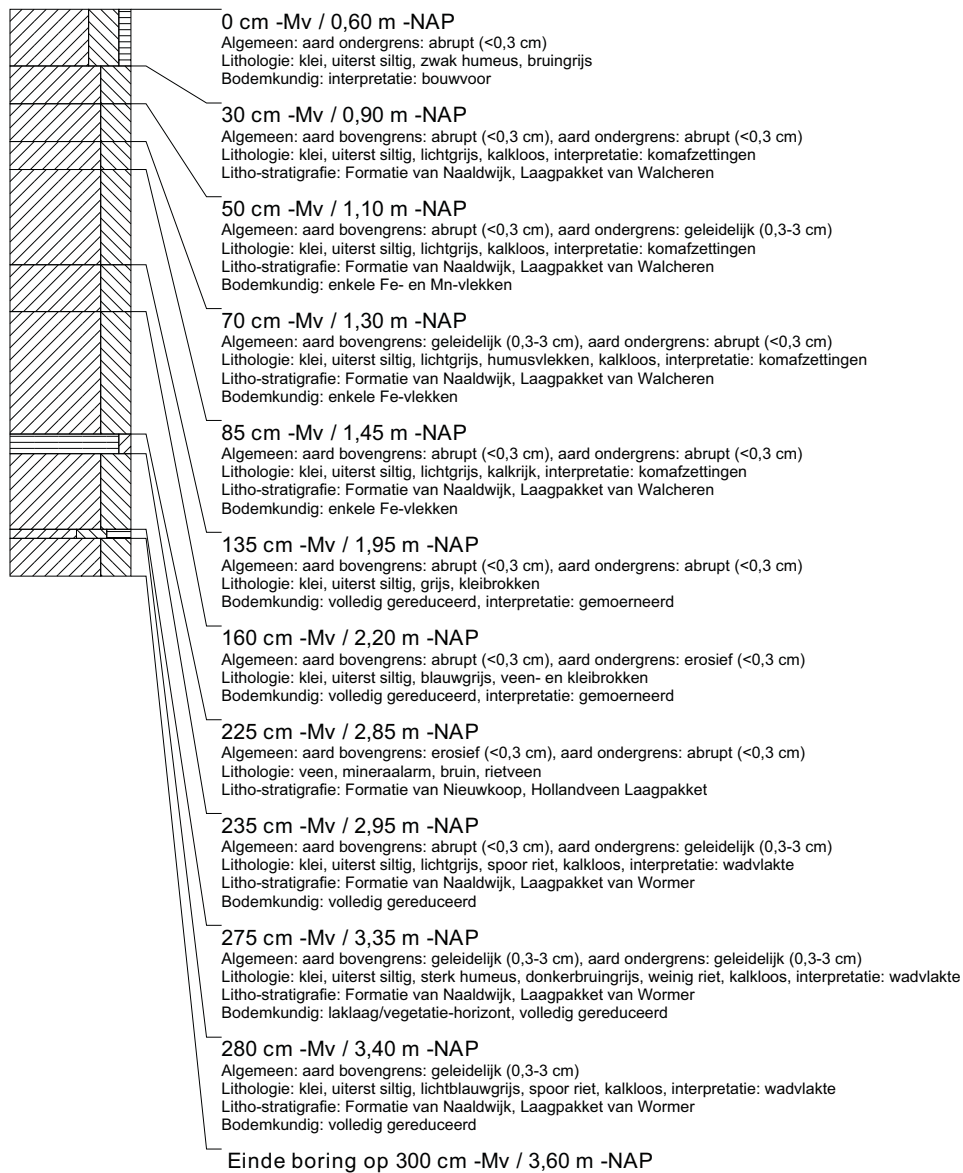 0 cm -Mv / 0,60 m -NAP
Algemeen: aard ondergrens: abrupt (<0,3 cm)
Lithologie: klei, uiterst siltig, zwak humeus, bruingrijs
Bodemkundig: interpretatie: bouwvoor
30 cm -Mv / 0,90 m -NAP
Algemeen: aard bovengrens: abrupt (<0,3 cm), aard ondergrens: abrupt (<0,3 cm)
Lithologie: klei, uiterst siltig, lichtgrijs, kalkloos, interpretatie: komafzettingen
Litho-stratigrafie: Formatie van Naaldwijk, Laagpakket van Walcheren
50 cm -Mv / 1,10 m -NAP
Algemeen: aard bovengrens: abrupt (<0,3 cm), aard ondergrens: geleidelijk (0,3-3 cm)
Lithologie: klei, uiterst siltig, lichtgrijs, kalkloos, interpretatie: komafzettingen
Litho-stratigrafie: Formatie van Naaldwijk, Laagpakket van Walcheren
Bodemkundig: enkele Fe- en Mn-vlekken
70 cm -Mv / 1,30 m -NAP
Algemeen: aard bovengrens: geleidelijk (0,3-3 cm), aard ondergrens: abrupt (<0,3 cm)
Lithologie: klei, uiterst siltig, lichtgrijs, humusvlekken, kalkloos, interpretatie: komafzettingen
Litho-stratigrafie: Formatie van Naaldwijk, Laagpakket van Walcheren
Bodemkundig: enkele Fe-vlekken
85 cm -Mv / 1,45 m -NAP
Algemeen: aard bovengrens: abrupt (<0,3 cm), aard ondergrens: abrupt (<0,3 cm)
Lithologie: klei, uiterst siltig, lichtgrijs, kalkrijk, interpretatie: komafzettingen
Litho-stratigrafie: Formatie van Naaldwijk, Laagpakket van Walcheren
Bodemkundig: enkele Fe-vlekken
135 cm -Mv / 1,95 m -NAP
Algemeen: aard bovengrens: abrupt (<0,3 cm), aard ondergrens: abrupt (<0,3 cm)
Lithologie: klei, uiterst siltig, grijs, kleibrokken
Bodemkundig: volledig gereduceerd, interpretatie: gemoerneerd
160 cm -Mv / 2,20 m -NAP
Algemeen: aard bovengrens: abrupt (<0,3 cm), aard ondergrens: erosief (<0,3 cm)
Lithologie: klei, uiterst siltig, blauwgrijs, veen- en kleibrokken
Bodemkundig: volledig gereduceerd, interpretatie: gemoerneerd
225 cm -Mv / 2,85 m -NAP
Algemeen: aard bovengrens: erosief (<0,3 cm), aard ondergrens: abrupt (<0,3 cm)
Lithologie: veen, mineraalarm, bruin, rietveen
Litho-stratigrafie: Formatie van Nieuwkoop, Hollandveen Laagpakket
235 cm -Mv / 2,95 m -NAP
Algemeen: aard bovengrens: abrupt (<0,3 cm), aard ondergrens: geleidelijk (0,3-3 cm)
Lithologie: klei, uiterst siltig, lichtgrijs, spoor riet, kalkloos, interpretatie: wadvlakte
Litho-stratigrafie: Formatie van Naaldwijk, Laagpakket van Wormer
Bodemkundig: volledig gereduceerd
275 cm -Mv / 3,35 m -NAP
Algemeen: aard bovengrens: geleidelijk (0,3-3 cm), aard ondergrens: geleidelijk (0,3-3 cm)
Lithologie: klei, uiterst siltig, sterk humeus, donkerbruingrijs, weinig riet, kalkloos, interpretatie: wadvlakte
Litho-stratigrafie: Formatie van Naaldwijk, Laagpakket van Wormer
Bodemkundig: laklaag/vegetatie-horizont, volledig gereduceerd
280 cm -Mv / 3,40 m -NAP
Algemeen: aard bovengrens: geleidelijk (0,3-3 cm)
Lithologie: klei, uiterst siltig, lichtblauwgrijs, spoor riet, kalkloos, interpretatie: wadvlakte
Litho-stratigrafie: Formatie van Naaldwijk, Laagpakket van Wormer
Bodemkundig: volledig gereduceerd
Einde boring op 300 cm -Mv / 3,60 m -NAP